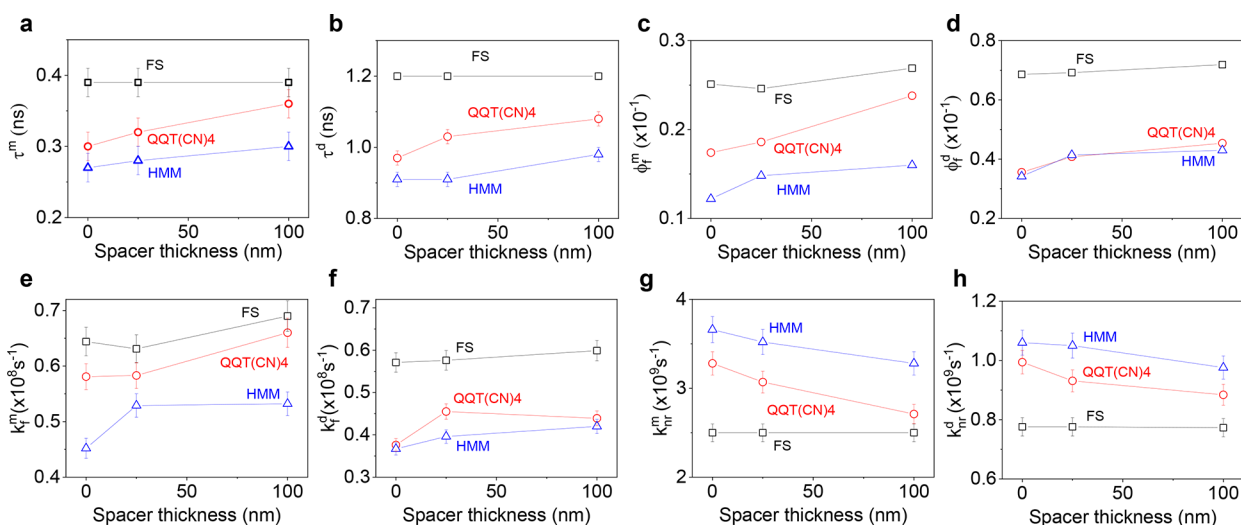 a
0.4
0.3
0.2
τᵐ (ns)
FS
QQT(CN)4
HMM
0 50 100
Spacer thickness (nm)
b
1.2
1.0
0.8
τᵈ (ns)
FS
QQT(CN)4
HMM
0 50 100
Spacer thickness (nm)
c
0.3
0.2
0.1
ϕ_f^m (x10⁻¹)
FS
QQT(CN)4
HMM
0 50 100
Spacer thickness (nm)
d
0.8
0.6
0.4
0.2
ϕ_f^d (x10⁻¹)
FS
QQT(CN)4
HMM
0 50 100
Spacer thickness (nm)
e
0.7
0.6
0.5
0.4
k_f^m(x10⁸s⁻¹)
FS
QQT(CN)4
HMM
0 50 100
Spacer thickness (nm)
f
0.7
0.6
0.5
0.4
0.3
k_f^d (x10⁸s⁻¹)
FS
QQT(CN)4
HMM
0 50 100
Spacer thickness (nm)
g
4
3
2
k_nr^m (x10⁹s⁻¹)
HMM
QQT(CN)4
FS
0 50 100
Spacer thickness (nm)
h
1.2
1.0
0.8
0.6
k_nr^d (x10⁹s⁻¹)
HMM
QQT(CN)4
FS
0 50 100
Spacer thickness (nm)